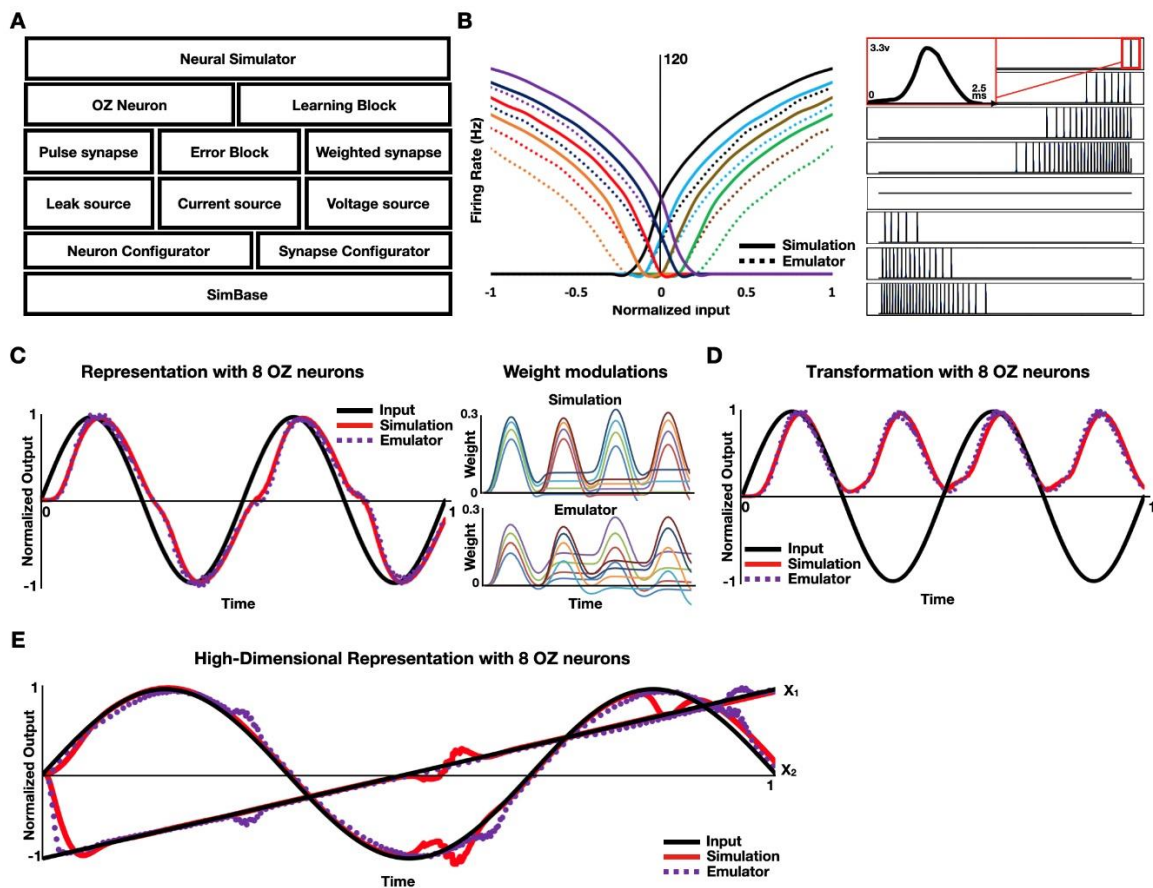 A
Neural Simulator
OZ Neuron Learning Block
Pulse synapse Error Block Weighted synapse
Leak source Current source Voltage source
Neuron Configurator Synapse Configurator
SimBase
B
120
Firing Rate (Hz)
Simulation
Emulator
-1 -0.5 0 0.5 1
Normalized input
3.3v
0
2.5
ms
C
Representation with 8 OZ neurons
Normalized Output
1
-1
0
1
Input
Simulation
Emulator
Time
Weight modulations
Simulation
0.3
Weight
0
Emulator
0.3
Weight
0
Time
D
Transformation with 8 OZ neurons
Normalized Output
1
-1
0
1
Input
Simulation
Emulator
Time
E
High-Dimensional Representation with 8 OZ neurons
Normalized Output
1
-1
X1
X2
1
Time
Input
Simulation
Emulator